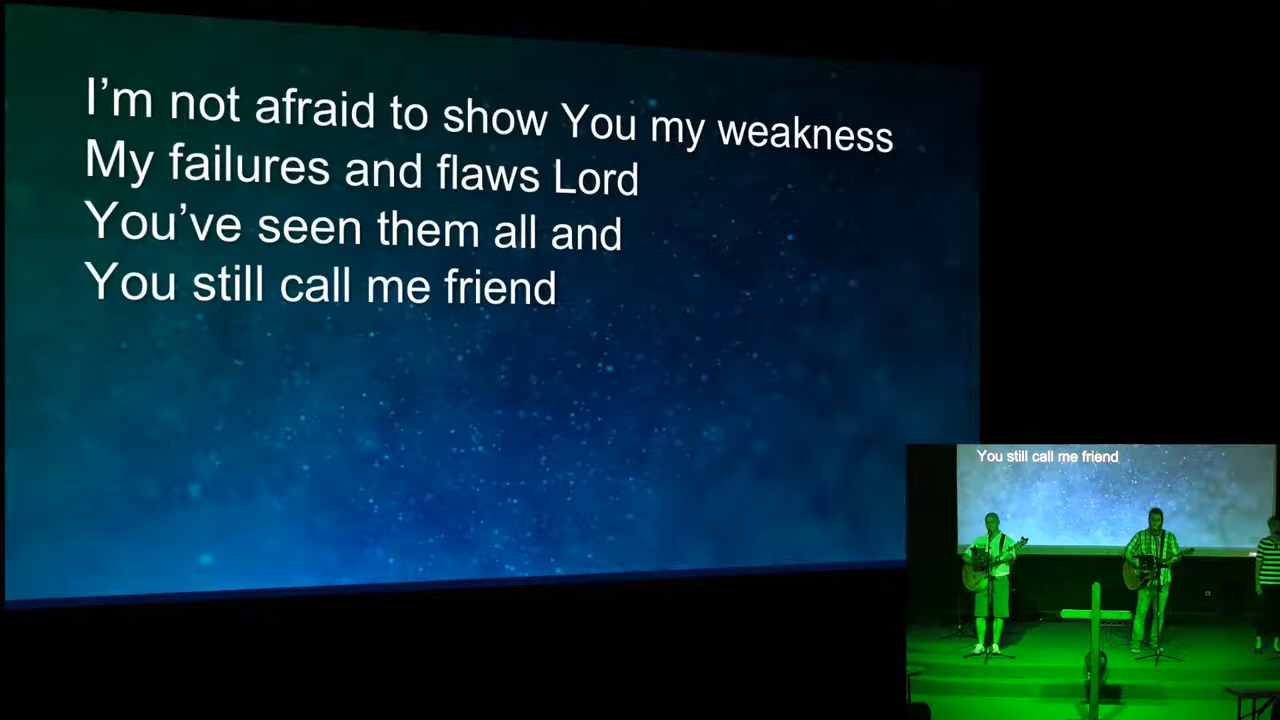 I'm not afraid to show You my weakness
My failures and flaws Lord
You've seen them all and
You still call me friend
You still call me friend